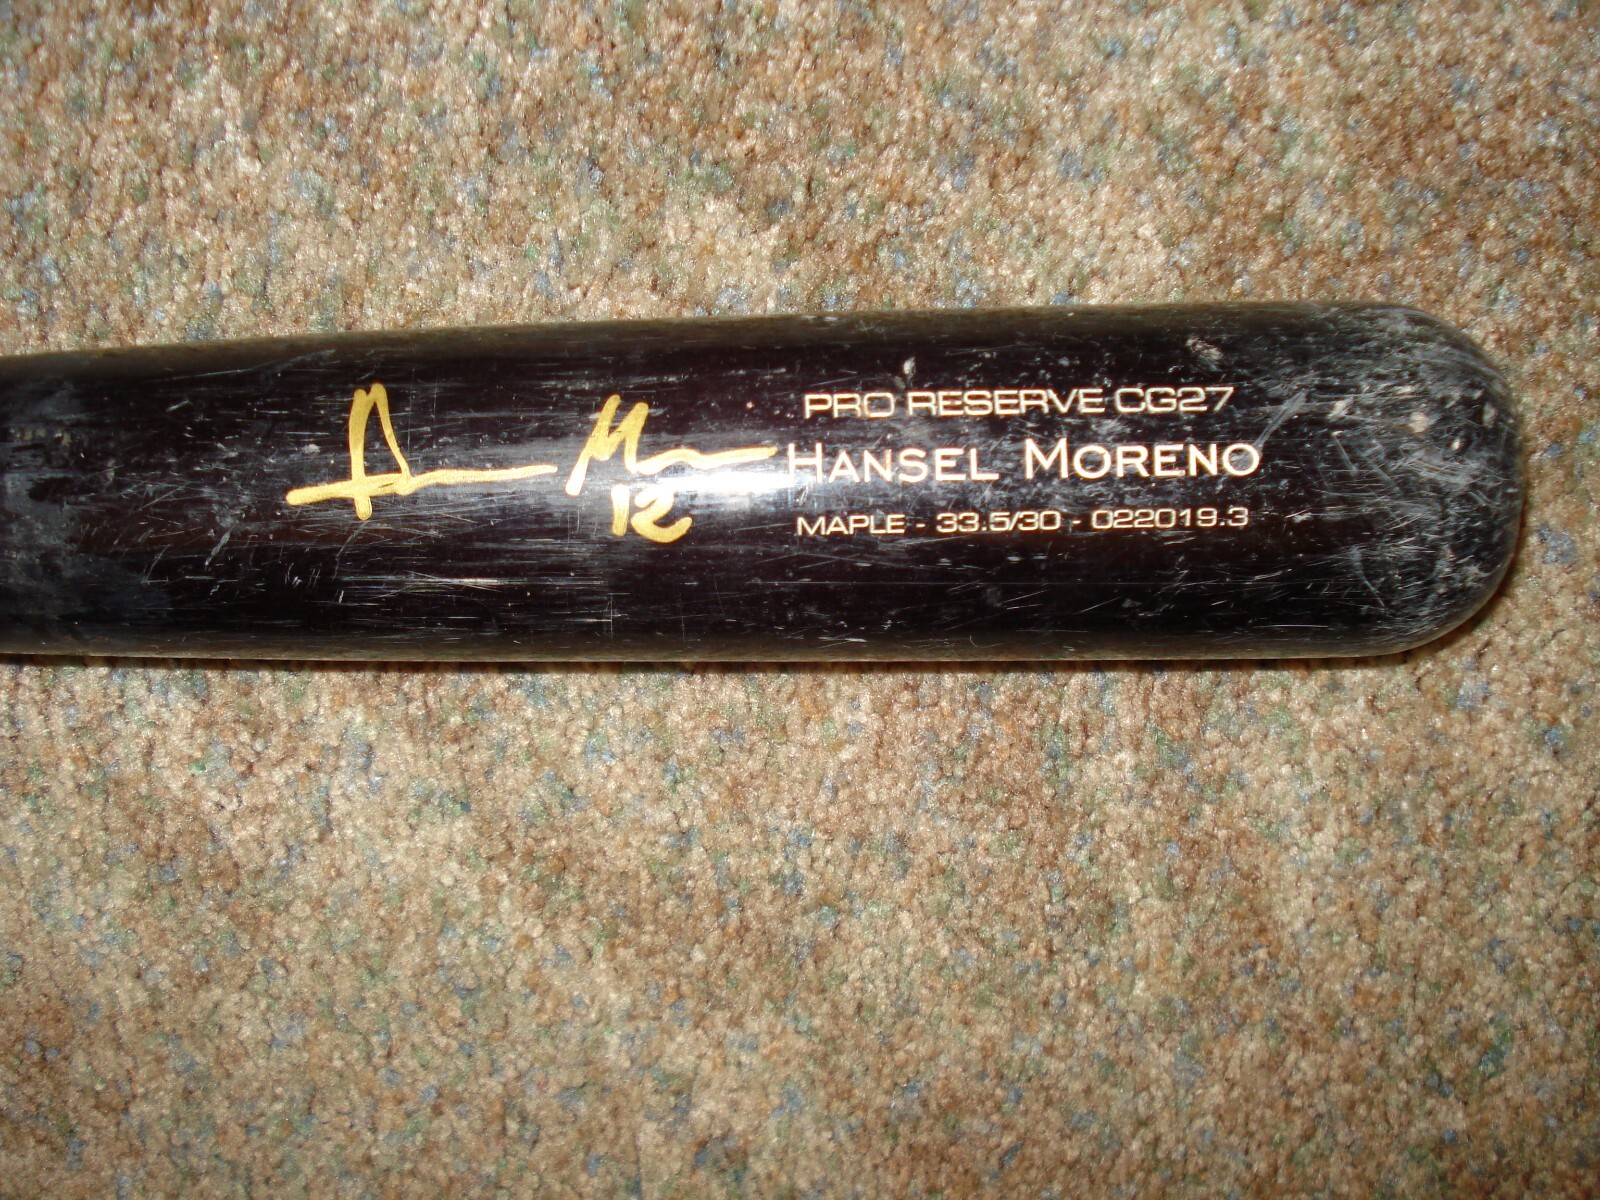 PRO RESERVE CG27
HANSEL MORENO
MAPLE - 33.5/30 - 022019.3
12